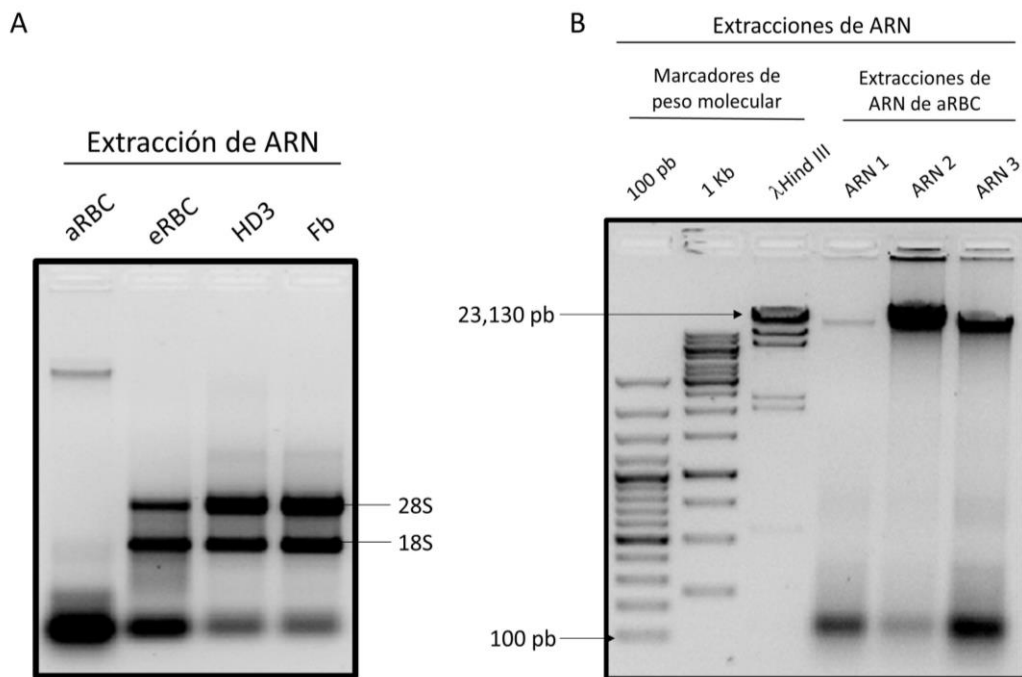 A
Extracción de ARN
aRBC
eRBC
HD3
Fb
28S
18S
B
Extracciones de ARN
Marcadores de
peso molecular
Extracciones de
ARN de aRBC
100 pb
1 Kb
λHind III
ARN 1
ARN 2
ARN 3
23,130 pb
100 pb